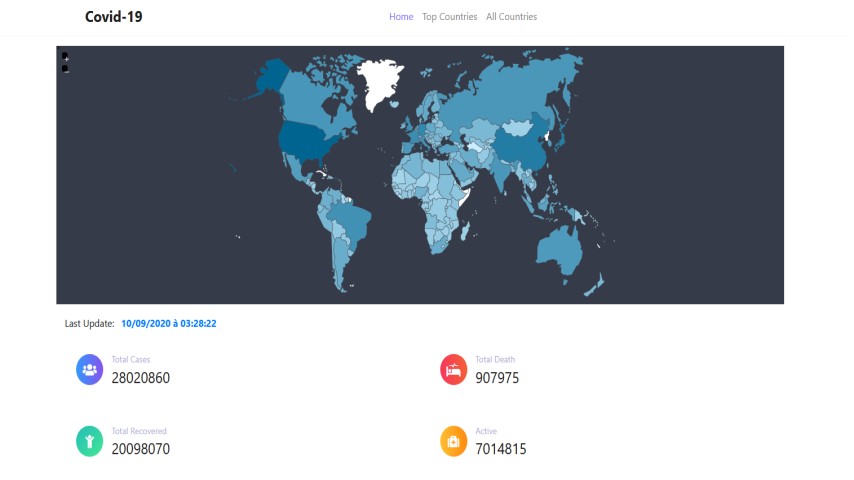 Covid-19
Home Top Countries All Countries
+
−
Last Update: 10/09/2020 à 03:28:22
Total Cases
28020860
Total Death
907975
Total Recovered
20098070
Active
7014815